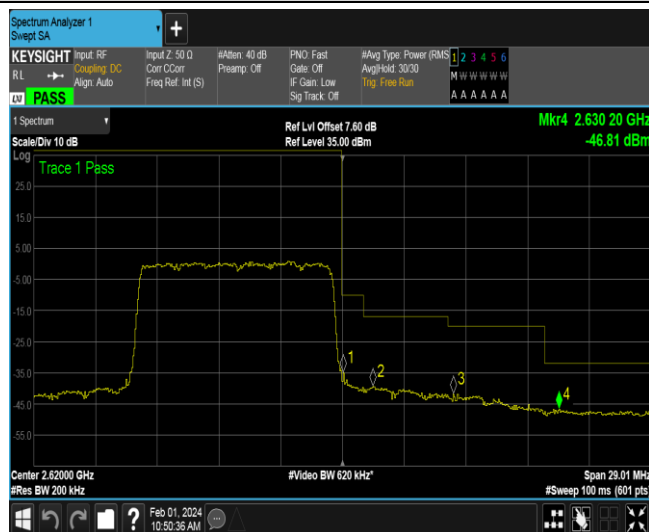 Spectrum Analyzer 1
Swept SA
+
KEYSIGHT
RL
LXI PASS
Input: RF
Coupling: DC
Align: Auto
Input Z: 50 Ω
Corr CCorr
Freq Ref: Int (S)
#Atten: 40 dB
Preamp: Off
PNO: Fast
Gate: Off
IF Gain: Low
Sig Track: Off
#Avg Type: Power (RMS
Avg|Hold: 30/30
Trig: Free Run
1 2 3 4 5 6
M W W W W W
A A A A A A
1 Spectrum
Scale/Div 10 dB
Ref Lvl Offset 7.60 dB
Ref Level 35.00 dBm
Mkr4 2.630 20 GHz
-46.81 dBm
Log
Trace 1 Pass
25.0
15.0
5.00
-5.00
-15.0
-25.0
-35.0
-45.0
-55.0
1
2
3
4
Center 2.62000 GHz
#Res BW 200 kHz
#Video BW 620 kHz*
Span 29.01 MHz
#Sweep 100 ms (601 pts)
?
Feb 01, 2024
10:50:36 AM